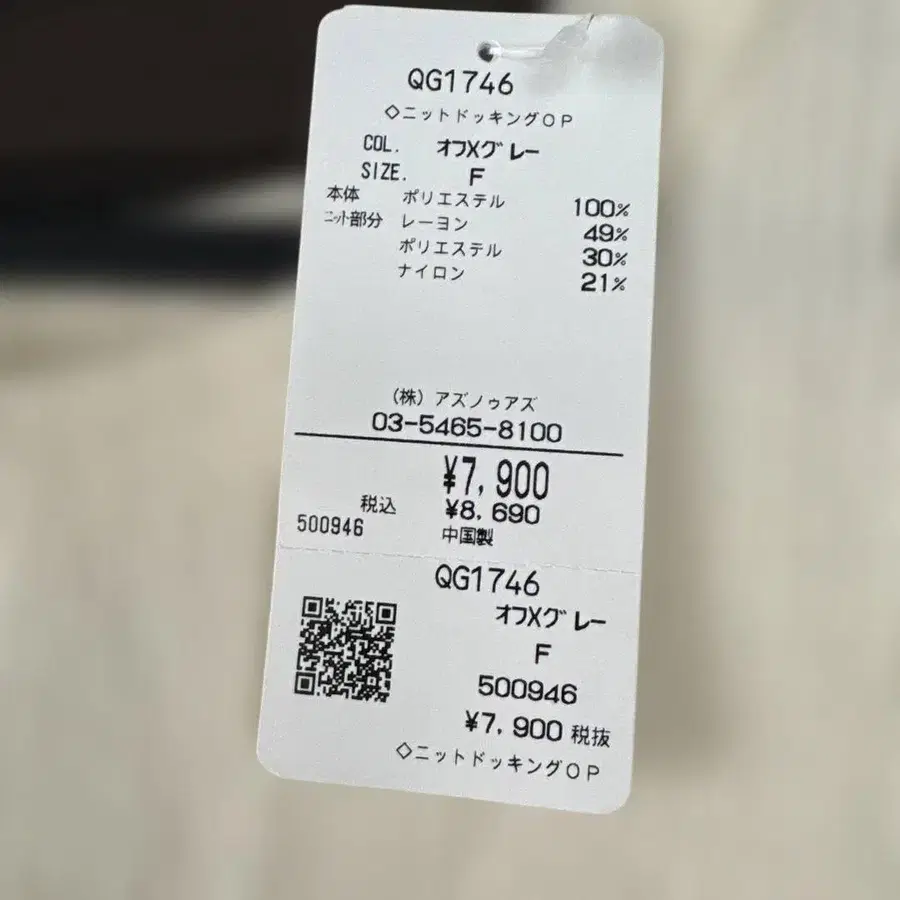 QG1746
◇ニットドッキングOP
COL. オフXグレー
SIZE. F
本体 ポリエステル 100%
ニット部分 レーヨン 49%
ポリエステル 30%
ナイロン 21%
(株) アズノゥアズ
03-5465-8100
¥7,900
税込 ¥8,690
500946 中国製
QG1746
オフXグレー
F
500946
¥7,900 税抜
◇ニットドッキングOP